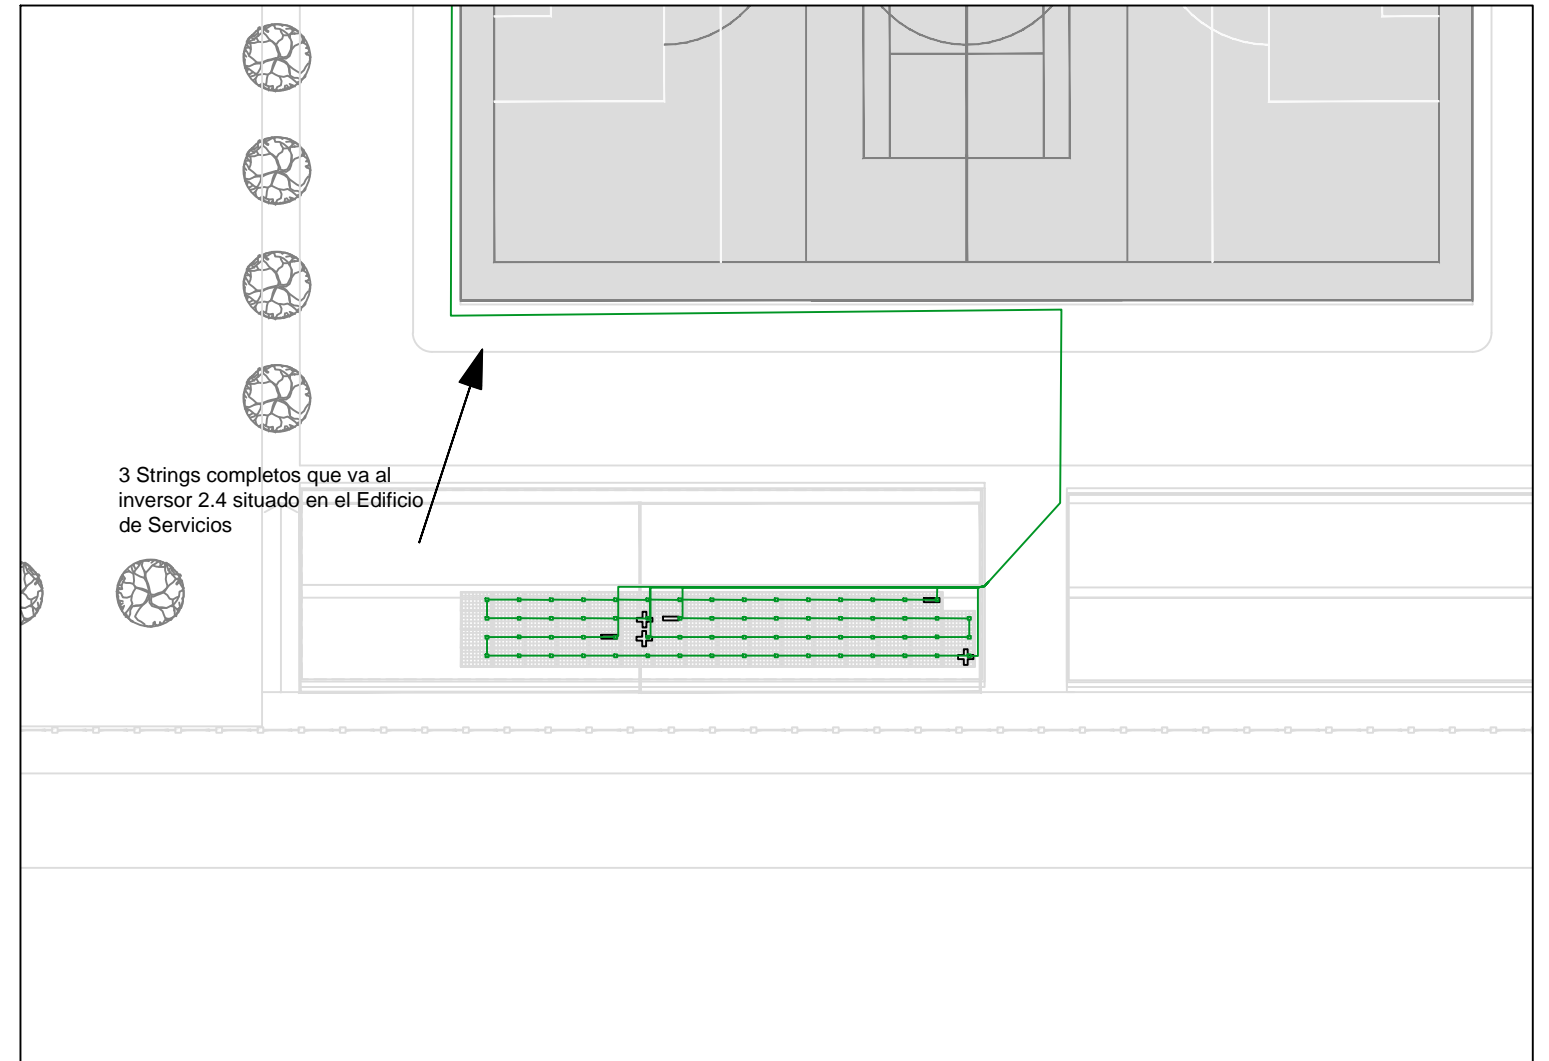 3 Strings completos que va al
inversor 2.4 situado en el Edificio
de Servicios